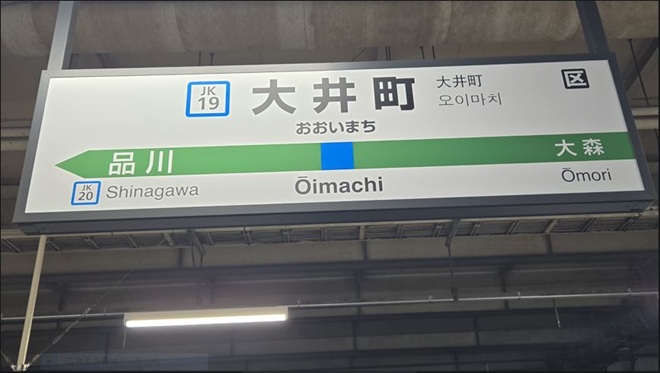 JK
19
大井町
大井町
오이마치
区
おおいまち
品川
大森
JK
20
Shinagawa
Ōimachi
Ōmori